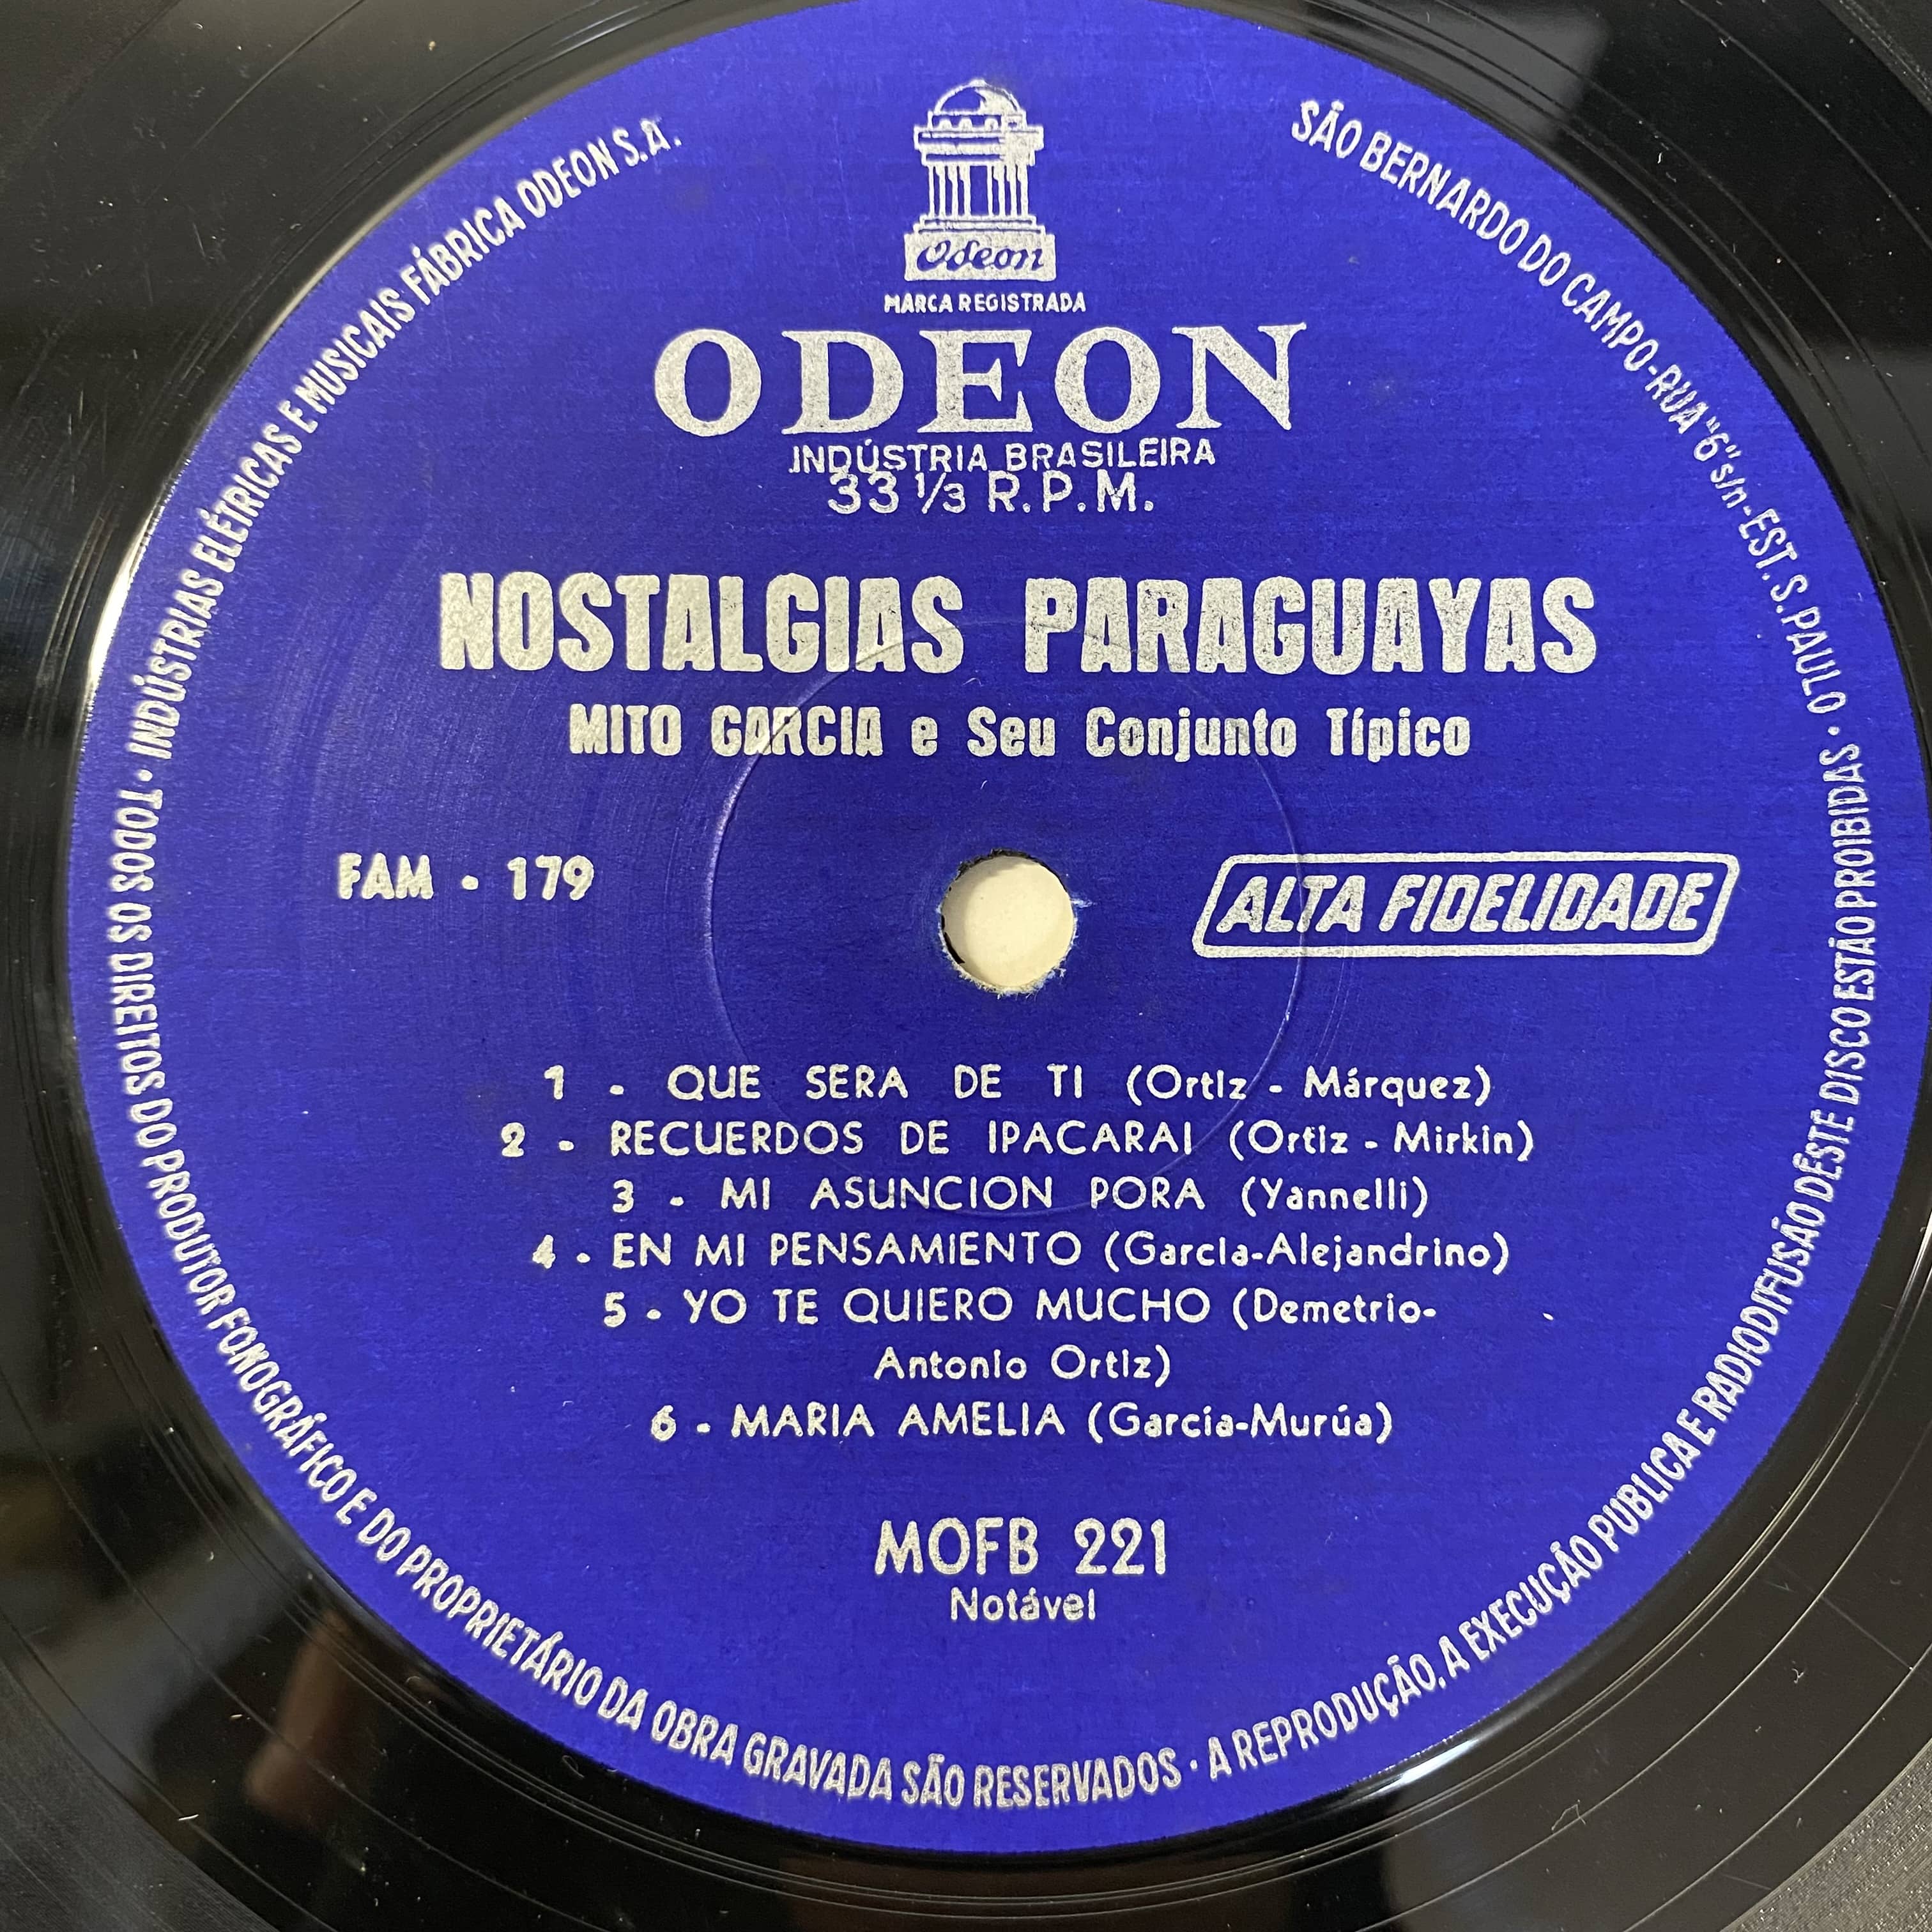 Odeon
MARCA REGISTRADA
ODEON
INDÚSTRIA BRASILEIRA
33 1/3 R.P.M.
NOSTALGIAS PARAGUAYAS
MITO GARCIA e Seu Conjunto Típico
FAM - 179
ALTA FIDELIDADE
1 - QUE SERA DE TI (Ortiz - Márquez)
2 - RECUERDOS DE IPACARAI (Ortiz - Mirkin)
3 - MI ASUNCION PORA (Yannelli)
4 - EN MI PENSAMIENTO (Garcia-Alejandrino)
5 - YO TE QUIERO MUCHO (Demetrio-
Antonio Ortiz)
6 - MARIA AMELIA (García-Murúa)
MOFB 221
Notável
• INDÚSTRIAS ELÉTRICAS E MUSICAIS FÁBRICA ODEON S.A.
SÃO BERNARDO DO CAMPO-RUA "6" s/n-EST. S. PAULO •
TODOS OS DIREITOS DO PRODUTOR FONOGRÁFICO E DO PROPRIETÁRIO DA OBRA GRAVADA SÃO RESERVADOS • A REPRODUÇÃO, A EXECUÇÃO PUBLICA E RADIODIFUSÃO DÊSTE DISCO ESTÃO PROIBIDAS